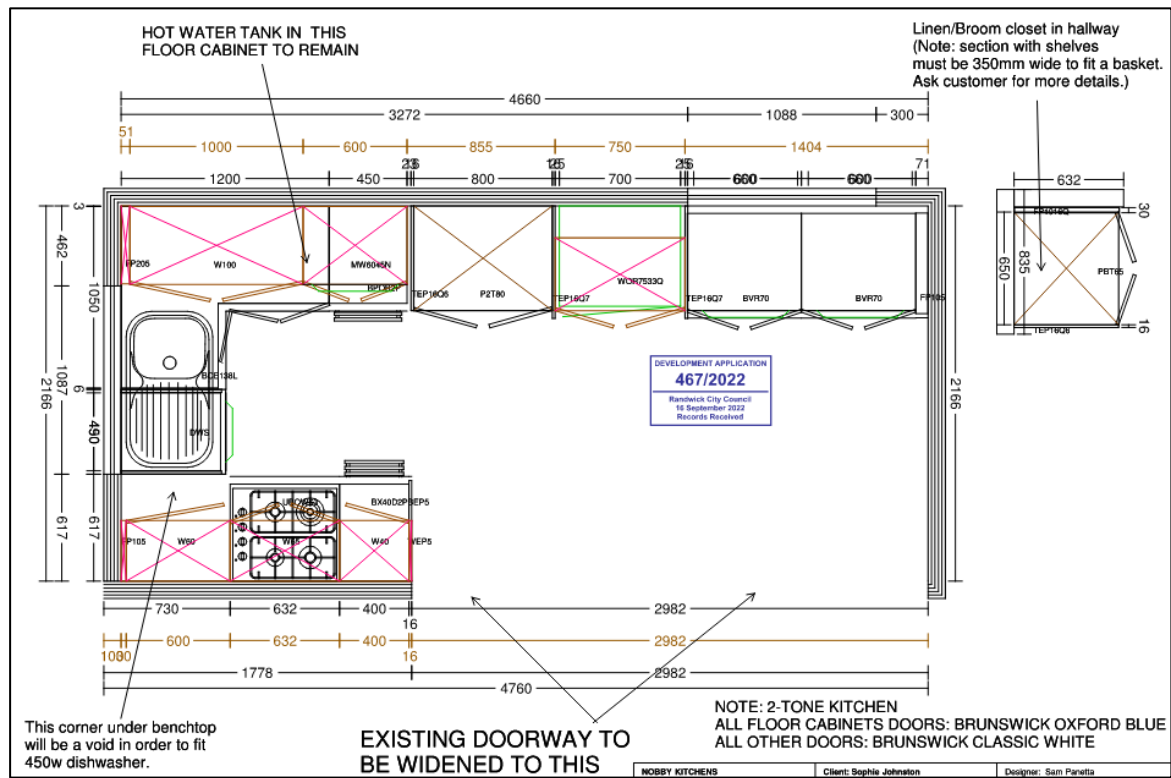 HOT WATER TANK IN THIS
FLOOR CABINET TO REMAIN
Linen/Broom closet in hallway
(Note: section with shelves
must be 350mm wide to fit a basket.
Ask customer for more details.)
4660
3272 1088 300
51
1000 600 855 750 1404
71
1200 450 800 700 660 660
632
3
462
1050
1087
2166
6
490
617 617
FP205 W100 MW6045N
BPDR2P
TEP16Q6 P2T80
TEP16Q7 WOR7533Q
TEP16Q7 BVR70 BVR70 FP105
30
650 835
PBT65
16
TEP16Q6
BCE138L
DWS
DEVELOPMENT APPLICATION
467/2022
Randwick City Council
16 September 2022
Records Received
2166
BX40D2P
FP105 W60 W65 W40
730 632 400 2982
16
600 632 400 2982
16
1778 2982
4760
This corner under benchtop
will be a void in order to fit
450w dishwasher.
EXISTING DOORWAY TO
BE WIDENED TO THIS
NOTE: 2-TONE KITCHEN
ALL FLOOR CABINETS DOORS: BRUNSWICK OXFORD BLUE
ALL OTHER DOORS: BRUNSWICK CLASSIC WHITE
NOBBY KITCHENS Client: Sophie Johnston Designer: Sam Panetta